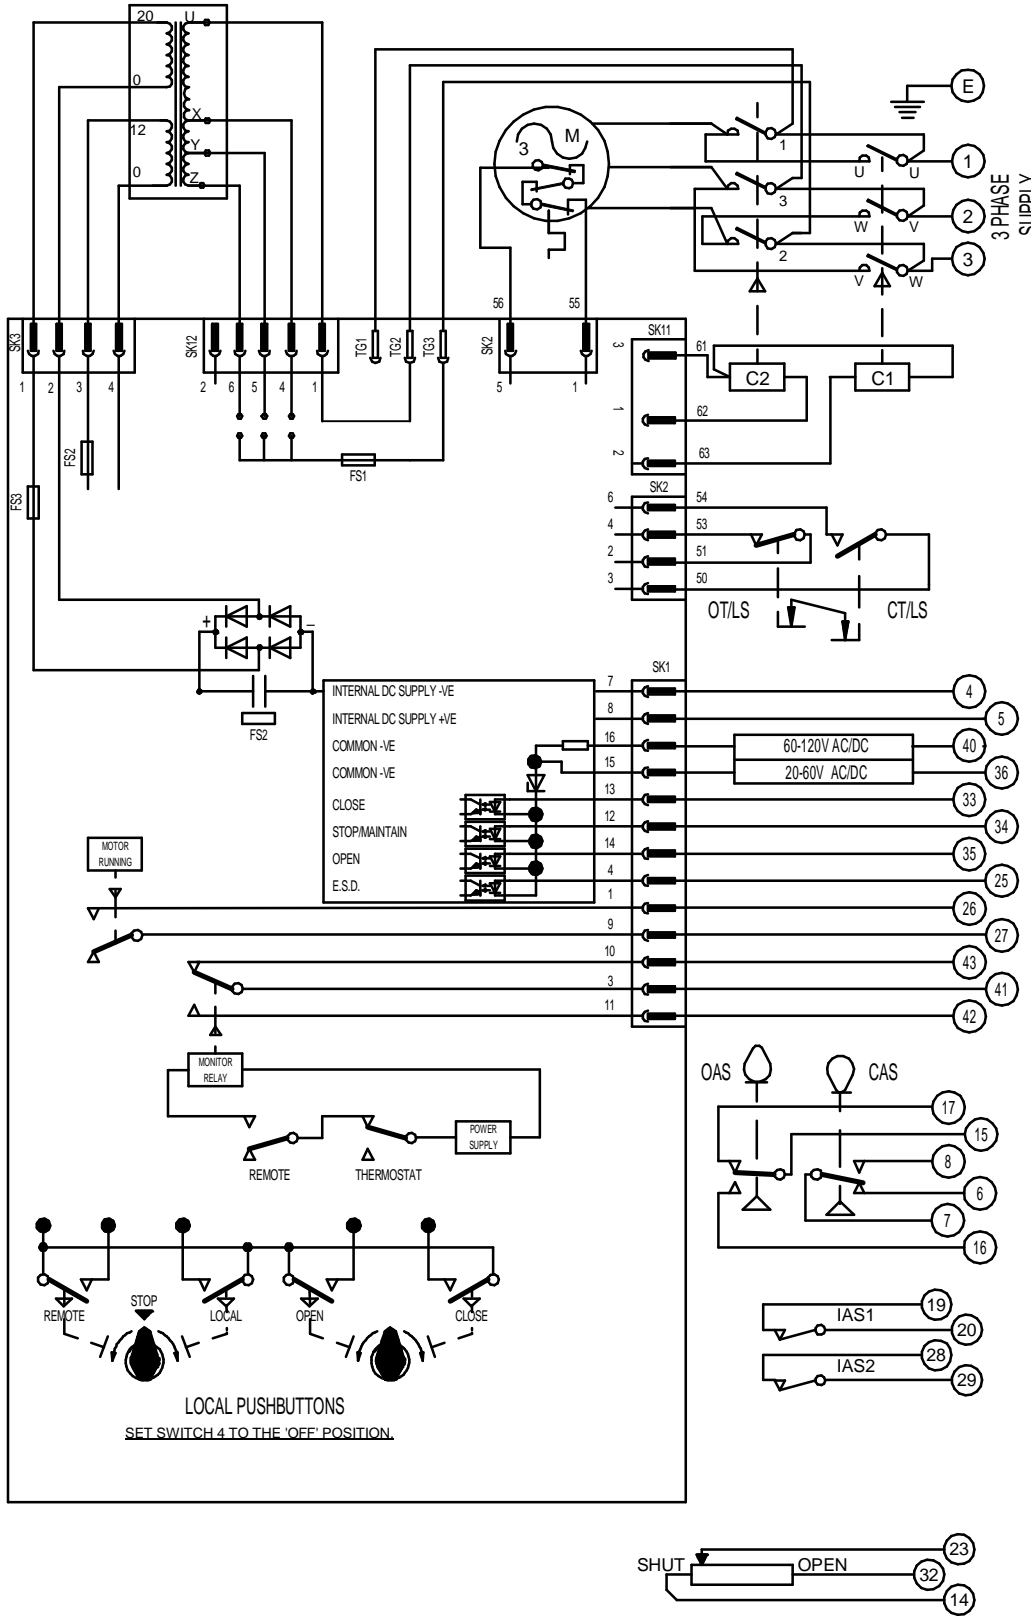 20
U
0
X
12
Y
0
Z
E
3
M
1
U
U
1
3
W
V
2
2
V
W
3
3 PHASE
SUPPLY
56
55
SK3
SK12
TG1
TG2
TG3
SK2
SK11
1
2
3
4
2
6
5
4
1
5
1
3
61
C2
C1
1
62
2
63
FS2
FS1
FS3
SK2
6
54
4
53
2
51
3
50
OT/LS
CT/LS
+
–
FS2
SK1
INTERNAL DC SUPPLY -VE
7
4
INTERNAL DC SUPPLY +VE
8
5
COMMON -VE
16
60-120V AC/DC
40
COMMON -VE
15
20-60V AC/DC
36
CLOSE
13
33
STOP/MAINTAIN
12
34
OPEN
14
35
E.S.D.
4
25
MOTOR
RUNNING
1
26
9
27
10
43
3
41
11
42
MONITOR
RELAY
REMOTE
THERMOSTAT
POWER
SUPPLY
OAS
CAS
17
15
8
6
7
16
REMOTE
STOP
LOCAL
OPEN
CLOSE
LOCAL PUSHBUTTONS
SET SWITCH 4 TO THE 'OFF' POSITION.
19
IAS1
20
28
IAS2
29
23
SHUT
OPEN
32
14